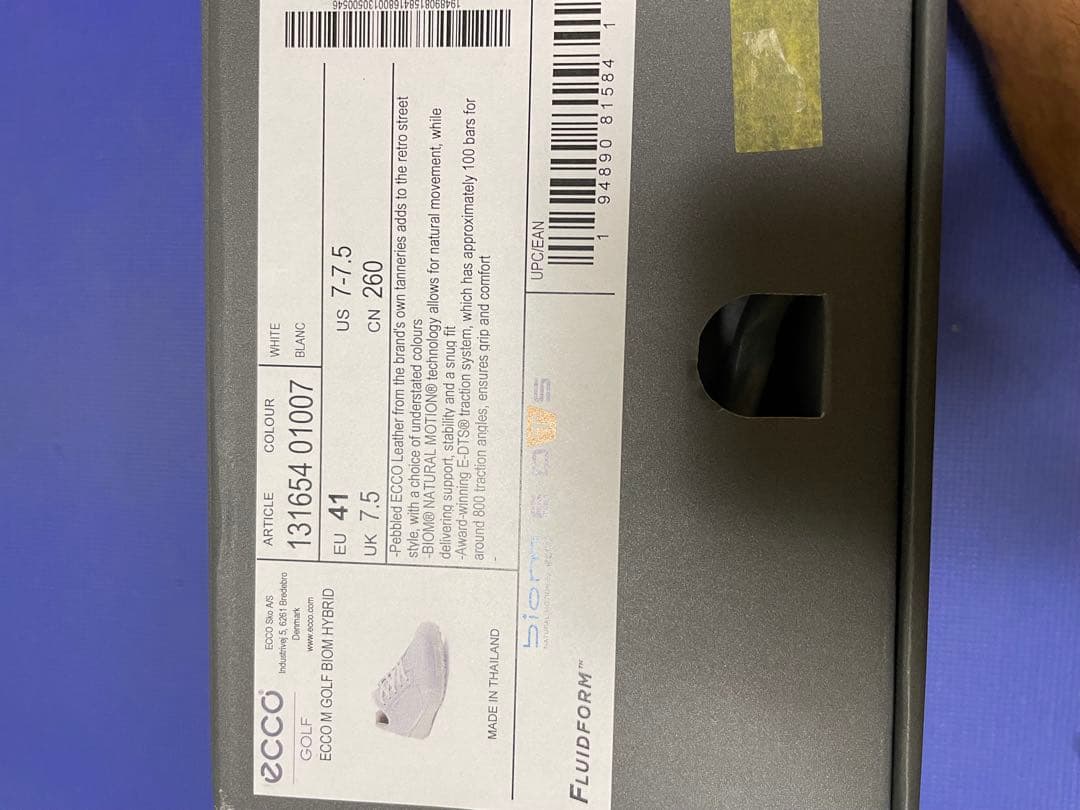 ecco
GOLF
ECCO Sko A/S
Industrivej 5, 6261 Bredebro
Denmark
www.ecco.com
ECCO M GOLF BIOM HYBRID
MADE IN THAILAND
ARTICLE
COLOUR
WHITE
131654 01007
BLANC
EU 41
US 7-7.5
UK 7.5
CN 260
-Pebbled ECCO Leather from the brand's own tanneries adds to the retro street
style, with a choice of understated colours
-BIOM® NATURAL MOTION® technology allows for natural movement, while
delivering support, stability and a snug fit
-Award-winning E-DTS® traction system, which has approximately 100 bars for
around 800 traction angles, ensures grip and comfort
-
biom
FLUIDFORM™
UPC/EAN
1 94890 81584 1